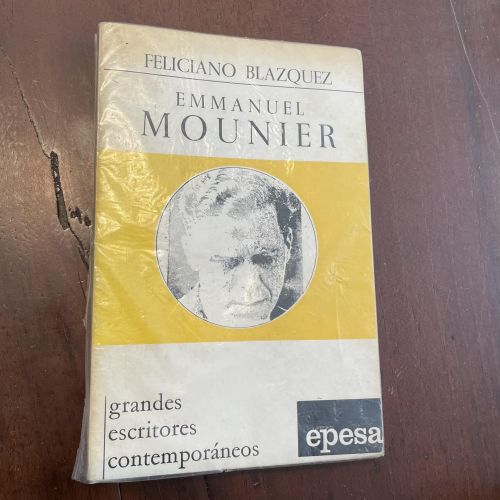 FELICIANO BLAZQUEZ
EMMANUEL
MOUNIER
grandes
escritores
contemporáneos
epesa